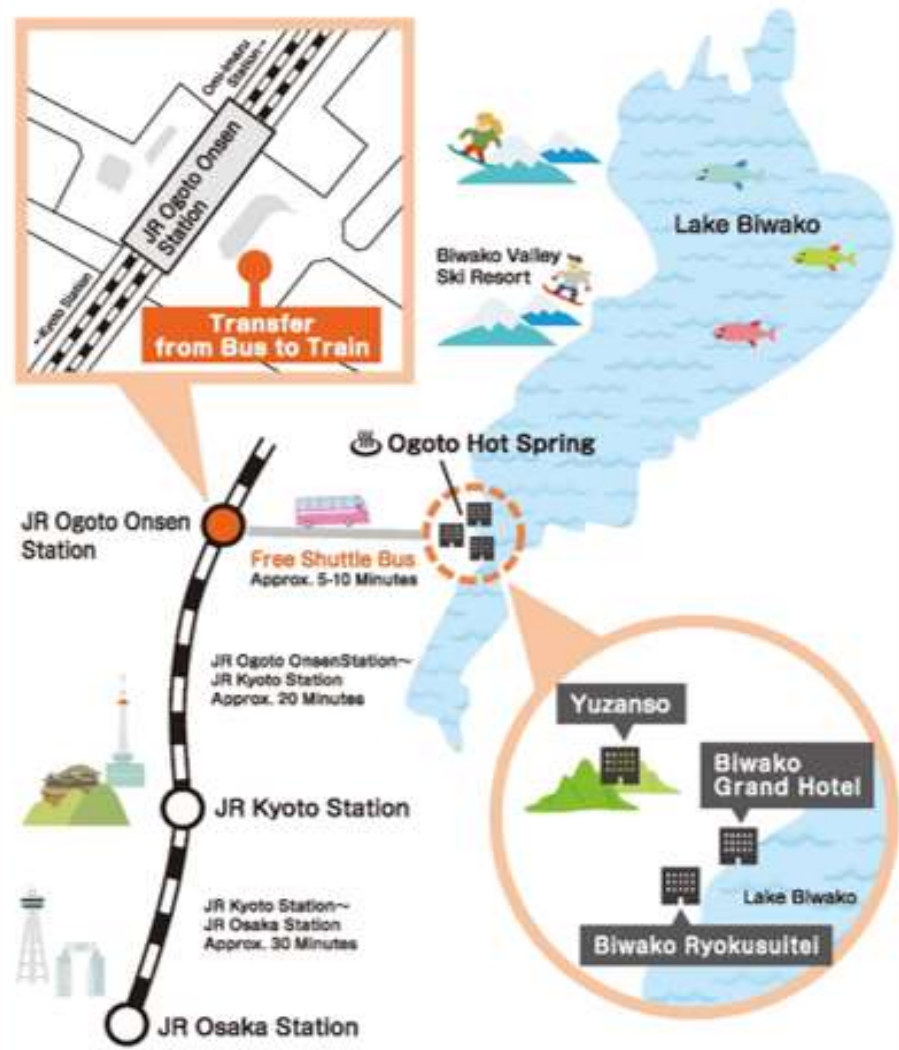 Omi-Imazu
Station→
JR Ogoto Onsen
Station
←Kyoto Station
Transfer
from Bus to Train
Lake Biwako
Biwako Valley
Ski Resort
Ogoto Hot Spring
JR Ogoto Onsen
Station
Free Shuttle Bus
Approx. 5-10 Minutes
JR Ogoto OnsenStation~
JR Kyoto Station
Approx. 20 Minutes
Yuzanso
Biwako
Grand Hotel
JR Kyoto Station
Lake Biwako
JR Kyoto Station~
JR Osaka Station
Approx. 30 Minutes
Biwako Ryokusuitei
JR Osaka Station